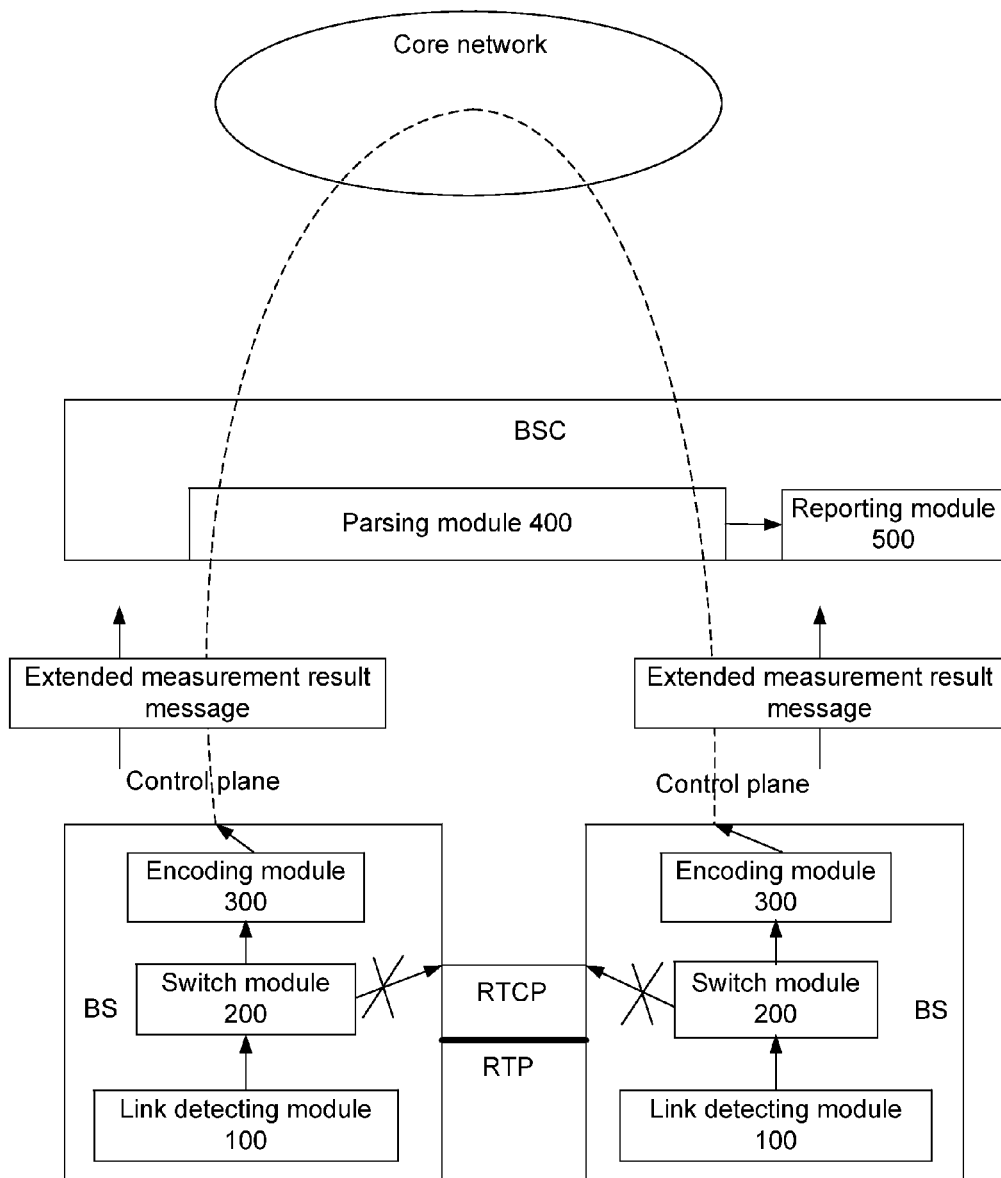 Core network
BSC
Parsing module 400
Reporting module
500
Extended measurement result
message
Extended measurement result
message
Control plane
Control plane
Encoding module
300
Encoding module
300
Switch module
200
Switch module
200
BS
RTCP
BS
RTP
Link detecting module
100
Link detecting module
100